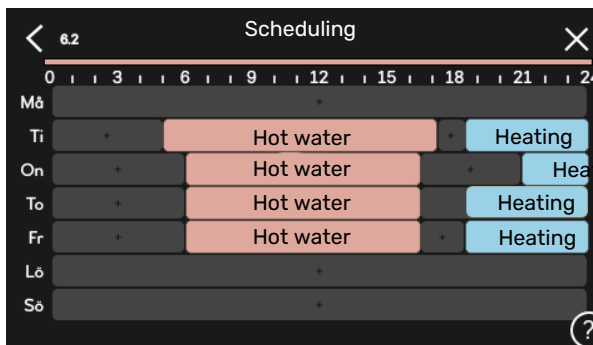 6.2 Scheduling
0 3 6 9 12 15 18 21 24
Må
Ti Hot water Heating
On Hot water Hea
To Hot water Heating
Fr Hot water Heating
Lö
Sö
?